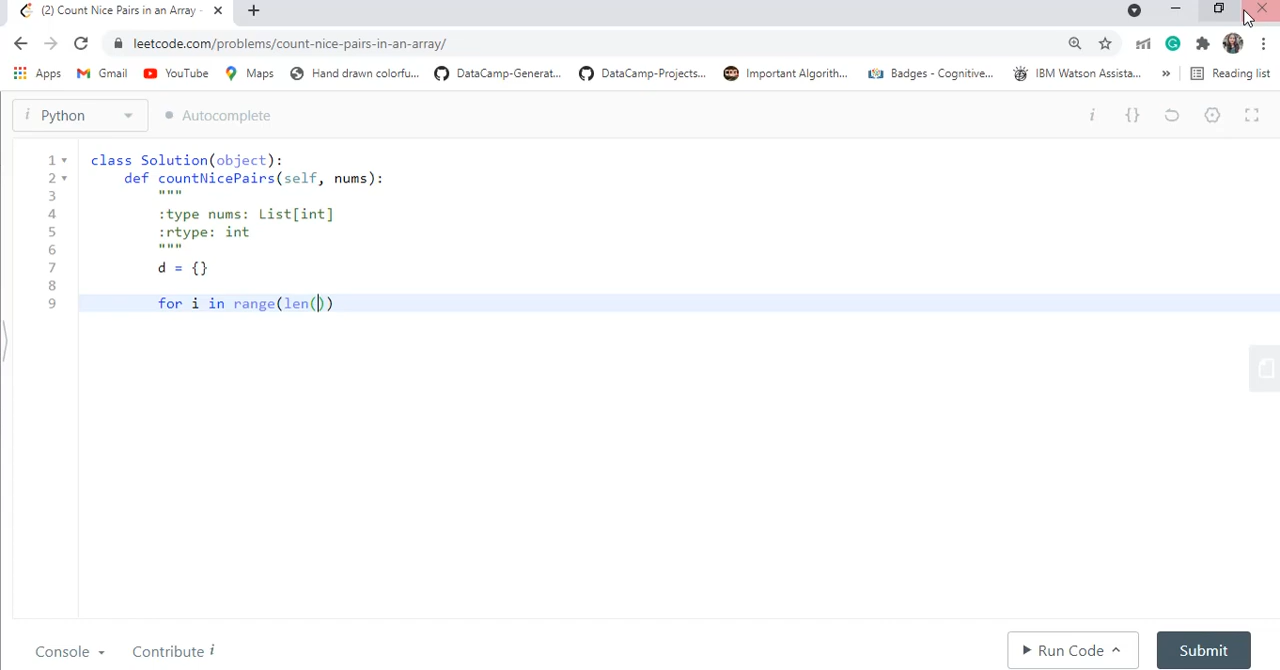 (2) Count Nice Pairs in an Array -
leetcode.com/problems/count-nice-pairs-in-an-array/
Apps Gmail YouTube Maps Hand drawn colorfu... DataCamp-Generat... DataCamp-Projects... Important Algorith... Badges - Cognitive... IBM Watson Assista... » Reading list
i Python Autocomplete i {}
1 class Solution(object):
2 def countNicePairs(self, nums):
3 """
4 :type nums: List[int]
5 :rtype: int
6 """
7 d = {}
8
9 for i in range(len())
Console Contribute i Run Code Submit